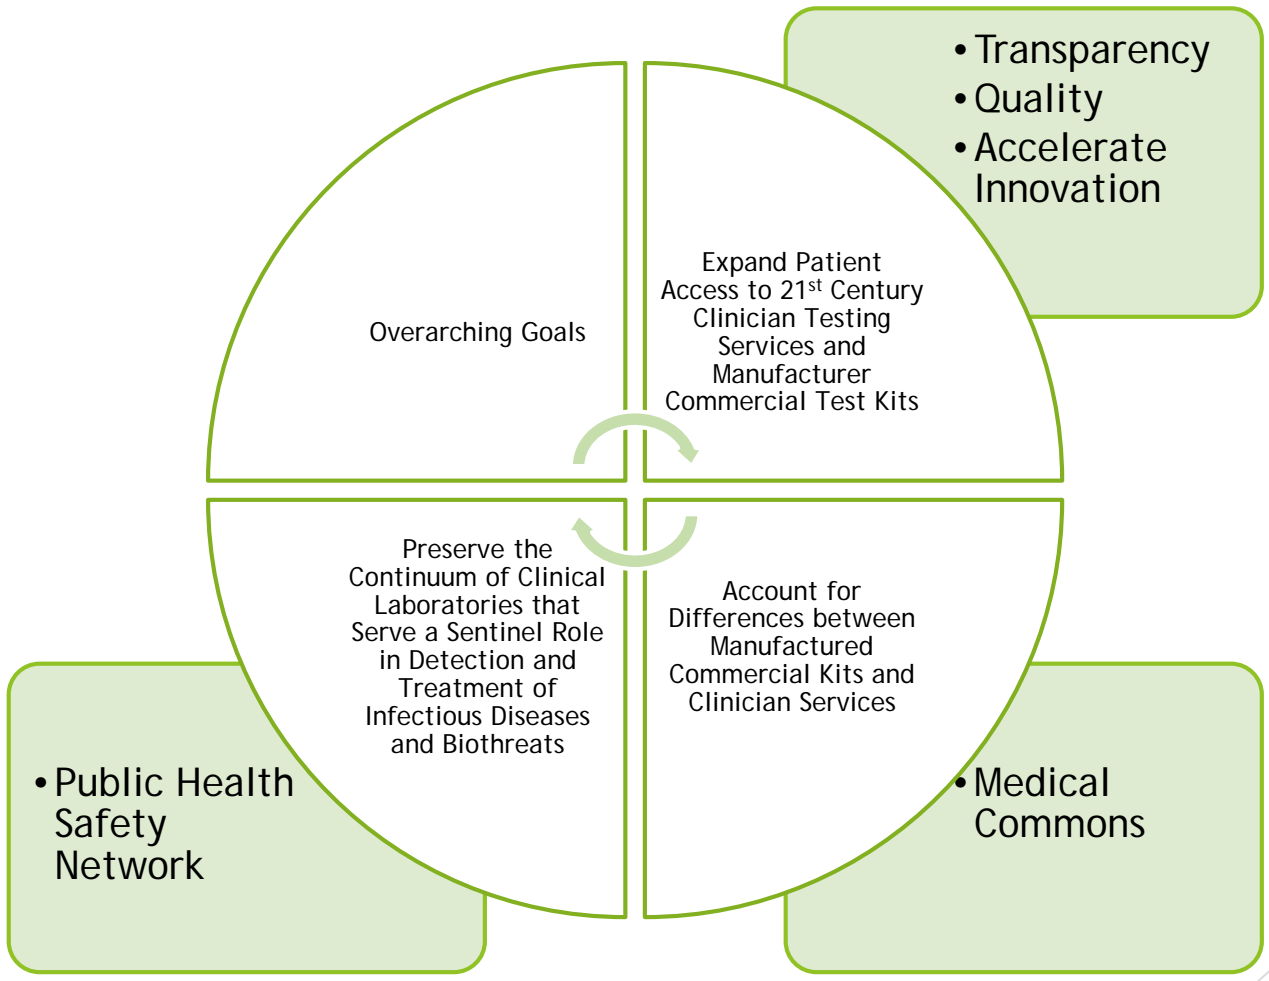 • Transparency
• Quality
• Accelerate
Innovation
Overarching Goals
Expand Patient
Access to 21st Century
Clinician Testing
Services and
Manufacturer
Commercial Test Kits
Preserve the
Continuum of Clinical
Laboratories that
Serve a Sentinel Role
in Detection and
Treatment of
Infectious Diseases
and Biothreats
Account for
Differences between
Manufactured
Commercial Kits and
Clinician Services
• Public Health
Safety
Network
• Medical
Commons